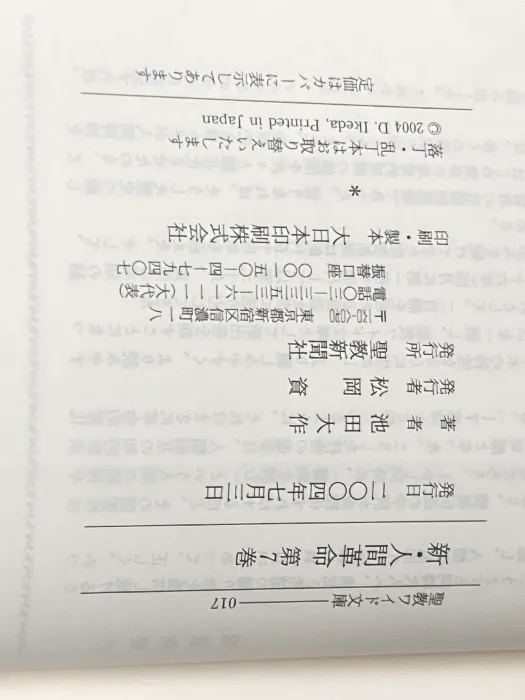 聖教ワイド文庫————017
新・人間革命 第7巻
発行日 二〇〇四年七月三日
著者 池田大作
発行者 松岡 資
発行所 聖教新聞社
〒 東京都新宿区信濃町一八
電話〇三―三三五三―六一一一(大代表)
振替口座 〇〇一五〇―四―七九四〇七
印刷・製本 大日本印刷株式会社
*
落丁・乱丁本はお取り替えいたします
© 2004 D. Ikeda, Printed in Japan
定価はカバーに表示してあります